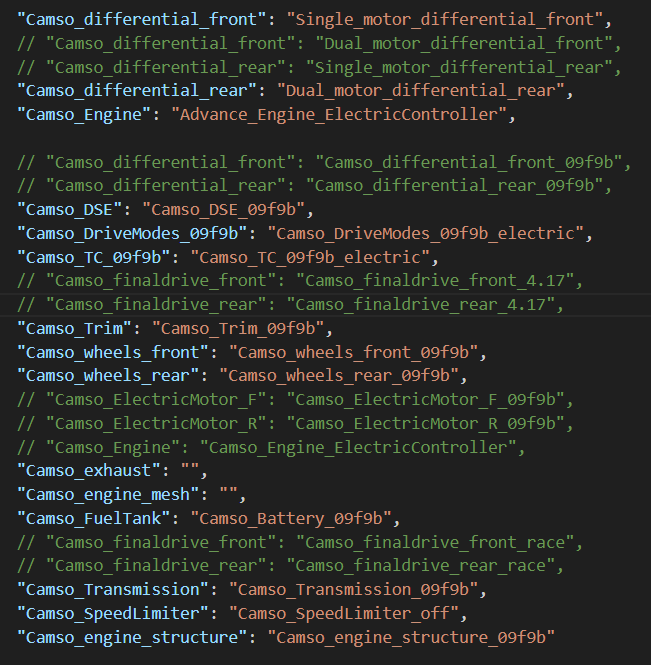 "Camso_differential_front": "Single_motor_differential_front",
// "Camso_differential_front": "Dual_motor_differential_front",
// "Camso_differential_rear": "Single_motor_differential_rear",
"Camso_differential_rear": "Dual_motor_differential_rear",
"Camso_Engine": "Advance_Engine_ElectricController",
// "Camso_differential_front": "Camso_differential_front_09f9b",
// "Camso_differential_rear": "Camso_differential_rear_09f9b",
"Camso_DSE": "Camso_DSE_09f9b",
"Camso_DriveModes_09f9b": "Camso_DriveModes_09f9b_electric",
"Camso_TC_09f9b": "Camso_TC_09f9b_electric",
// "Camso_finaldrive_front": "Camso_finaldrive_front_4.17",
// "Camso_finaldrive_rear": "Camso_finaldrive_rear_4.17",
"Camso_Trim": "Camso_Trim_09f9b",
"Camso_wheels_front": "Camso_wheels_front_09f9b",
"Camso_wheels_rear": "Camso_wheels_rear_09f9b",
// "Camso_ElectricMotor_F": "Camso_ElectricMotor_F_09f9b",
// "Camso_ElectricMotor_R": "Camso_ElectricMotor_R_09f9b",
// "Camso_Engine": "Camso_Engine_ElectricController",
"Camso_exhaust": "",
"Camso_engine_mesh": "",
"Camso_FuelTank": "Camso_Battery_09f9b",
// "Camso_finaldrive_front": "Camso_finaldrive_front_race",
// "Camso_finaldrive_rear": "Camso_finaldrive_rear_race",
"Camso_Transmission": "Camso_Transmission_09f9b",
"Camso_SpeedLimiter": "Camso_SpeedLimiter_off",
"Camso_engine_structure": "Camso_engine_structure_09f9b"